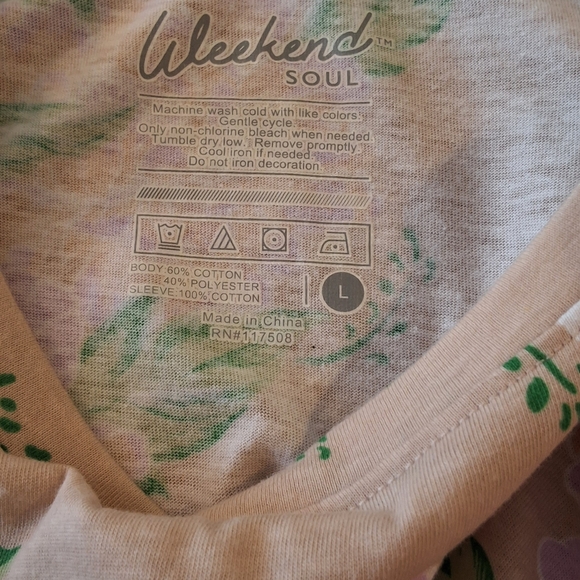 Weekend™
SOUL
Machine wash cold with like colors.
Gentle cycle.
Only non-chlorine bleach when needed.
Tumble dry low. Remove promptly.
Cool iron if needed.
Do not iron decoration.
BODY 60% COTTON
40% POLYESTER
SLEEVE 100% COTTON
L
Made in China
RN#117508